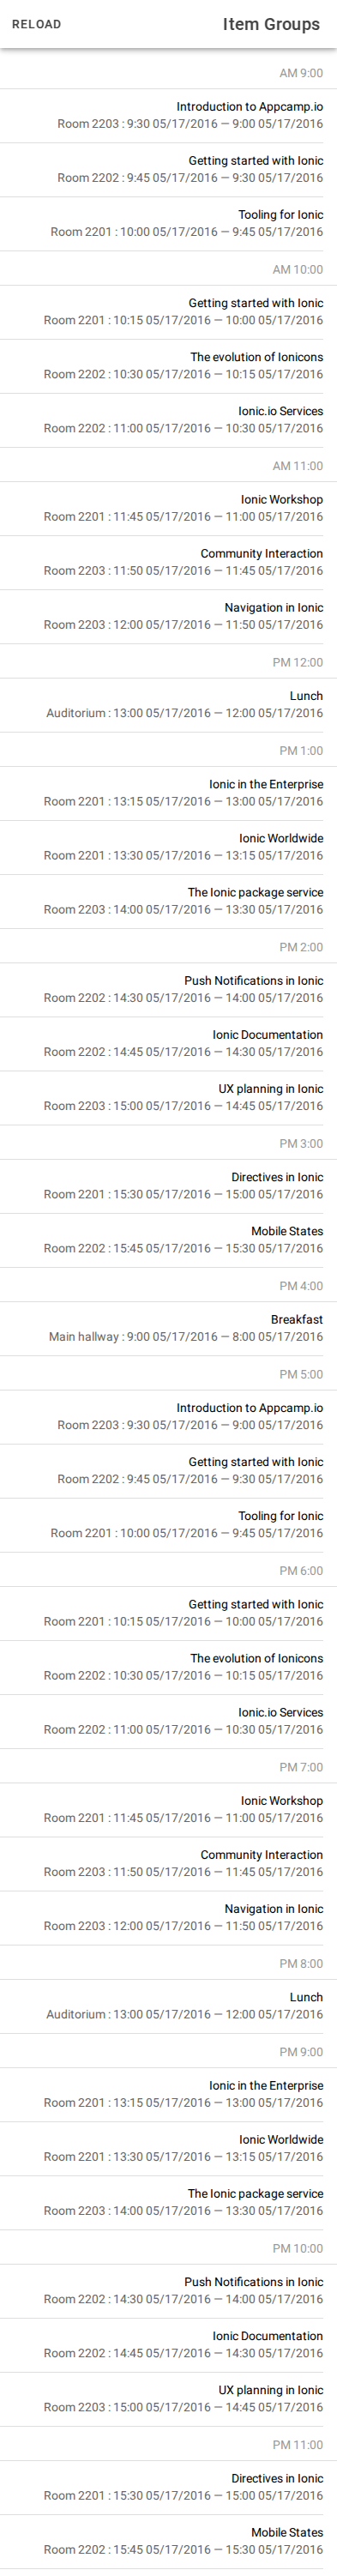 RELOAD
Item Groups
AM 9:00
Introduction to Appcamp.io
Room 2203 : 9:30 05/17/2016 — 9:00 05/17/2016
Getting started with Ionic
Room 2202 : 9:45 05/17/2016 — 9:30 05/17/2016
Tooling for Ionic
Room 2201 : 10:00 05/17/2016 — 9:45 05/17/2016
AM 10:00
Getting started with Ionic
Room 2201 : 10:15 05/17/2016 — 10:00 05/17/2016
The evolution of Ionicons
Room 2202 : 10:30 05/17/2016 — 10:15 05/17/2016
Ionic.io Services
Room 2202 : 11:00 05/17/2016 — 10:30 05/17/2016
AM 11:00
Ionic Workshop
Room 2201 : 11:45 05/17/2016 — 11:00 05/17/2016
Community Interaction
Room 2203 : 11:50 05/17/2016 — 11:45 05/17/2016
Navigation in Ionic
Room 2203 : 12:00 05/17/2016 — 11:50 05/17/2016
PM 12:00
Lunch
Auditorium : 13:00 05/17/2016 — 12:00 05/17/2016
PM 1:00
Ionic in the Enterprise
Room 2201 : 13:15 05/17/2016 — 13:00 05/17/2016
Ionic Worldwide
Room 2201 : 13:30 05/17/2016 — 13:15 05/17/2016
The Ionic package service
Room 2203 : 14:00 05/17/2016 — 13:30 05/17/2016
PM 2:00
Push Notifications in Ionic
Room 2202 : 14:30 05/17/2016 — 14:00 05/17/2016
Ionic Documentation
Room 2202 : 14:45 05/17/2016 — 14:30 05/17/2016
UX planning in Ionic
Room 2203 : 15:00 05/17/2016 — 14:45 05/17/2016
PM 3:00
Directives in Ionic
Room 2201 : 15:30 05/17/2016 — 15:00 05/17/2016
Mobile States
Room 2202 : 15:45 05/17/2016 — 15:30 05/17/2016
PM 4:00
Breakfast
Main hallway : 9:00 05/17/2016 — 8:00 05/17/2016
PM 5:00
Introduction to Appcamp.io
Room 2203 : 9:30 05/17/2016 — 9:00 05/17/2016
Getting started with Ionic
Room 2202 : 9:45 05/17/2016 — 9:30 05/17/2016
Tooling for Ionic
Room 2201 : 10:00 05/17/2016 — 9:45 05/17/2016
PM 6:00
Getting started with Ionic
Room 2201 : 10:15 05/17/2016 — 10:00 05/17/2016
The evolution of Ionicons
Room 2202 : 10:30 05/17/2016 — 10:15 05/17/2016
Ionic.io Services
Room 2202 : 11:00 05/17/2016 — 10:30 05/17/2016
PM 7:00
Ionic Workshop
Room 2201 : 11:45 05/17/2016 — 11:00 05/17/2016
Community Interaction
Room 2203 : 11:50 05/17/2016 — 11:45 05/17/2016
Navigation in Ionic
Room 2203 : 12:00 05/17/2016 — 11:50 05/17/2016
PM 8:00
Lunch
Auditorium : 13:00 05/17/2016 — 12:00 05/17/2016
PM 9:00
Ionic in the Enterprise
Room 2201 : 13:15 05/17/2016 — 13:00 05/17/2016
Ionic Worldwide
Room 2201 : 13:30 05/17/2016 — 13:15 05/17/2016
The Ionic package service
Room 2203 : 14:00 05/17/2016 — 13:30 05/17/2016
PM 10:00
Push Notifications in Ionic
Room 2202 : 14:30 05/17/2016 — 14:00 05/17/2016
Ionic Documentation
Room 2202 : 14:45 05/17/2016 — 14:30 05/17/2016
UX planning in Ionic
Room 2203 : 15:00 05/17/2016 — 14:45 05/17/2016
PM 11:00
Directives in Ionic
Room 2201 : 15:30 05/17/2016 — 15:00 05/17/2016
Mobile States
Room 2202 : 15:45 05/17/2016 — 15:30 05/17/2016